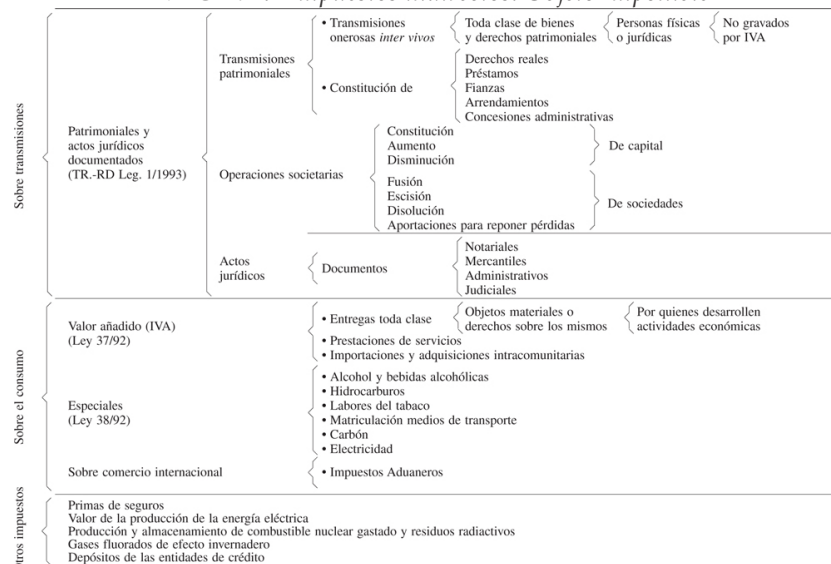 Sobre transmisiones
Patrimoniales y
actos jurídicos
documentados
(TR.-RD Leg. 1/1993)
Transmisiones
patrimoniales
• Transmisiones
onerosas inter vivos
Toda clase de bienes
y derechos patrimoniales
Personas físicas
o jurídicas
No gravados
por IVA
• Constitución de
Derechos reales
Préstamos
Fianzas
Arrendamientos
Concesiones administrativas
Operaciones societarias
Constitución
Aumento
Disminución
De capital
Fusión
Escisión
Disolución
Aportaciones para reponer pérdidas
De sociedades
Actos
jurídicos
Documentos
Notariales
Mercantiles
Administrativos
Judiciales
Sobre el consumo
Valor añadido (IVA)
(Ley 37/92)
• Entregas toda clase
Objetos materiales o
derechos sobre los mismos
Por quienes desarrollen
actividades económicas
• Prestaciones de servicios
• Importaciones y adquisiciones intracomunitarias
Especiales
(Ley 38/92)
• Alcohol y bebidas alcohólicas
• Hidrocarburos
• Labores del tabaco
• Matriculación medios de transporte
• Carbón
• Electricidad
Sobre comercio internacional
• Impuestos Aduaneros
impuestos
Primas de seguros
Valor de la producción de la energía eléctrica
Producción y almacenamiento de combustible nuclear gastado y residuos radiactivos
Gases fluorados de efecto invernadero
Depósitos de las entidades de crédito